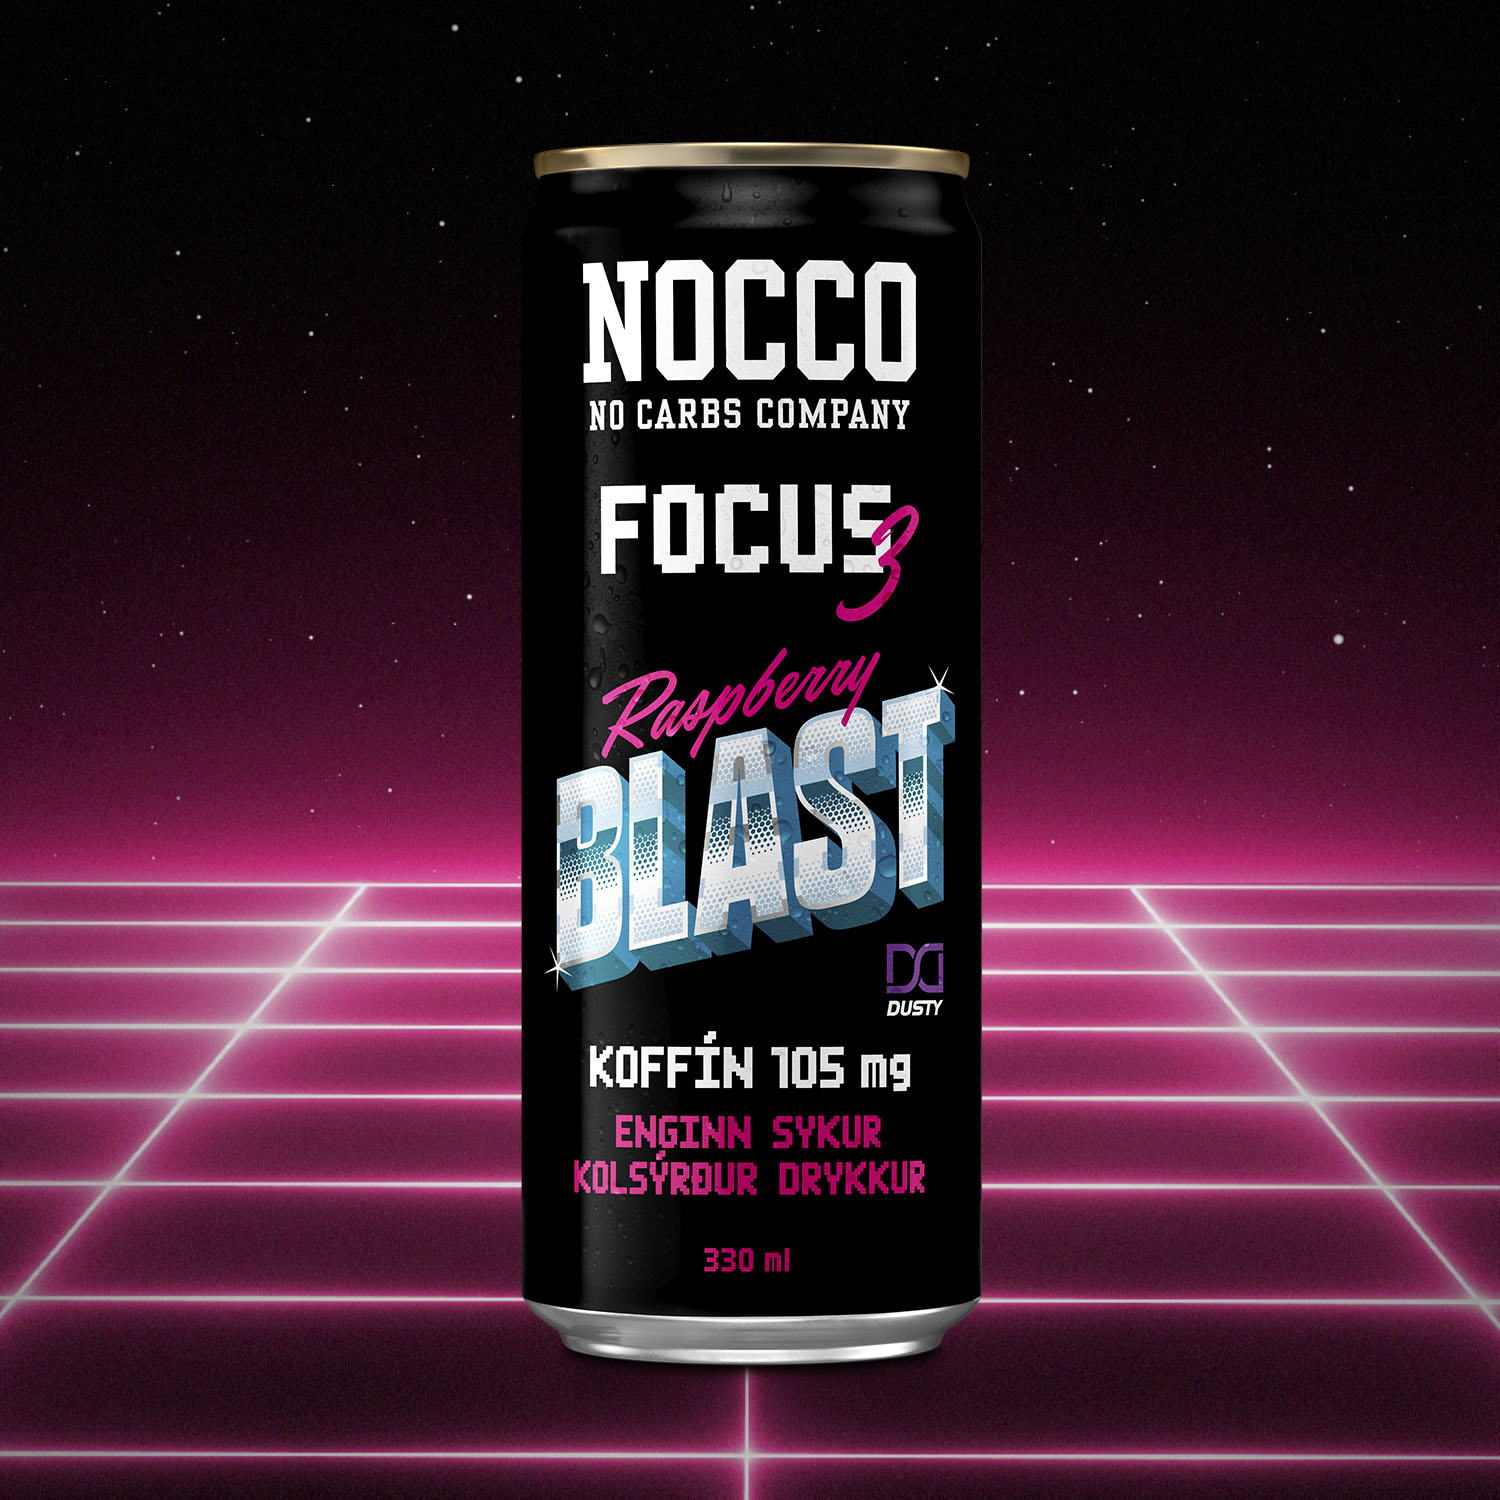 NOCCO
NO CARBS COMPANY
FOCUS 3
Raspberry
BLAST
DUSTY
KOFFÍN 105 mg
ENGINN SYKUR
KOLSÝRÐUR DRYKKUR
330 ml